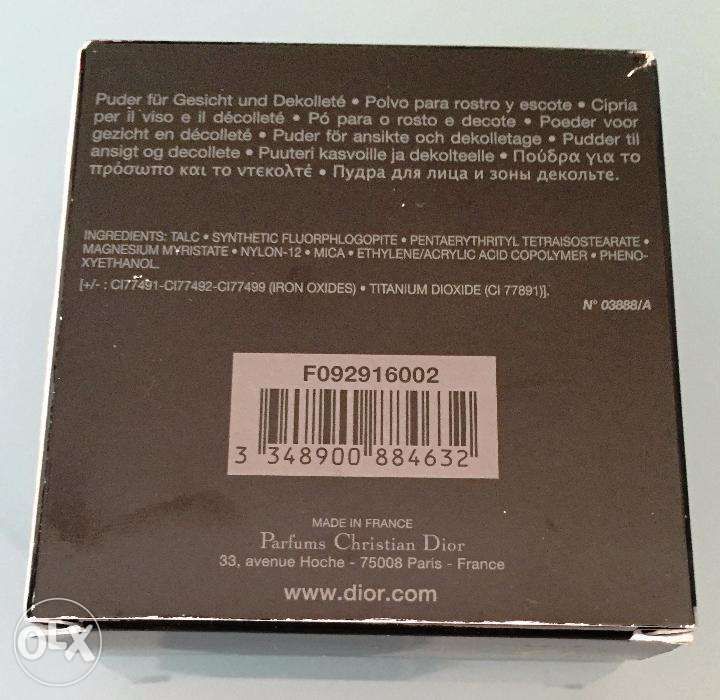 Puder für Gesicht und Dekolleté • Polvo para rostro y escote • Cipria
per il viso e il décolleté • Pó para o rosto e decote • Poeder voor
gezicht en décolleté • Puder för ansikte och dekolletage • Pudder til
ansigt og decollete • Puuteri kasvoille ja dekolteelle • Πούδρα για το
πρόσωπο και το ντεκολτέ • Пудра для лица и зоны декольте.
INGREDIENTS: TALC • SYNTHETIC FLUORPHLOGOPITE • PENTAERYTHRITYL TETRAISOSTEARATE •
MAGNESIUM MYRISTATE • NYLON-12 • MICA • ETHYLENE/ACRYLIC ACID COPOLYMER • PHENO-
XYETHANOL.
[+/- : CI77491-CI77492-CI77499 (IRON OXIDES) • TITANIUM DIOXIDE (CI 77891)].
N° 03888/A
F092916002
3 348900 884632
MADE IN FRANCE
Parfums Christian Dior
33, avenue Hoche - 75008 Paris - France
www.dior.com
OLX